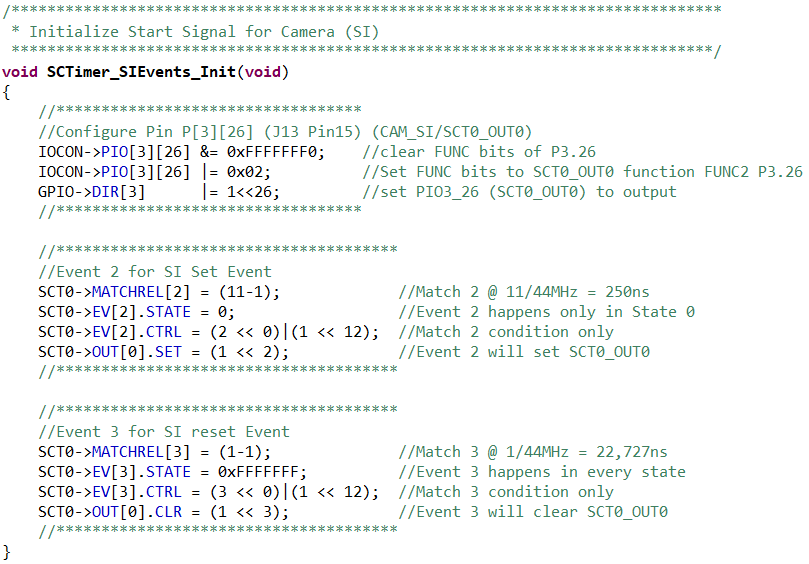 /******************************************************************************
 * Initialize Start Signal for Camera (SI)
 *****************************************************************************/
void SCTimer_SIEvents_Init(void)
{
    //**********************************
    //Configure Pin P[3][26] (J13 Pin15) (CAM_SI/SCT0_OUT0)
    IOCON->PIO[3][26] &= 0xFFFFFFF0;    //clear FUNC bits of P3.26
    IOCON->PIO[3][26] |= 0x02;          //Set FUNC bits to SCT0_OUT0 function FUNC2 P3.26
    GPIO->DIR[3]      |= 1<<26;         //set PIO3_26 (SCT0_OUT0) to output
    //**********************************

    //**************************************
    //Event 2 for SI Set Event
    SCT0->MATCHREL[2] = (11-1);             //Match 2 @ 11/44MHz = 250ns
    SCT0->EV[2].STATE = 0;                  //Event 2 happens only in State 0
    SCT0->EV[2].CTRL = (2 << 0)|(1 << 12);  //Match 2 condition only
    SCT0->OUT[0].SET = (1 << 2);            //Event 2 will set SCT0_OUT0
    //**************************************

    //**************************************
    //Event 3 for SI reset Event
    SCT0->MATCHREL[3] = (1-1);              //Match 3 @ 1/44MHz = 22,727ns
    SCT0->EV[3].STATE = 0xFFFFFFF;          //Event 3 happens in every state
    SCT0->EV[3].CTRL = (3 << 0)|(1 << 12);  //Match 3 condition only
    SCT0->OUT[0].CLR = (1 << 3);            //Event 3 will clear SCT0_OUT0
    //**************************************
}